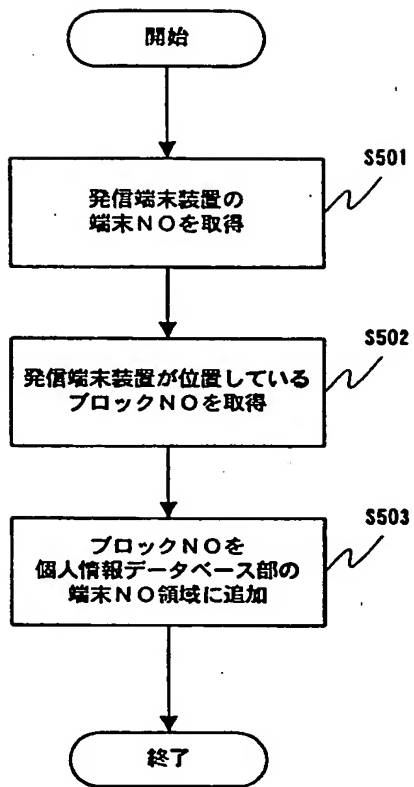 開始
S501
発信端末装置の
端末NOを取得
S502
発信端末装置が位置している
ブロックNOを取得
S503
ブロックNOを
個人情報データベース部の
端末NO領域に追加
終了